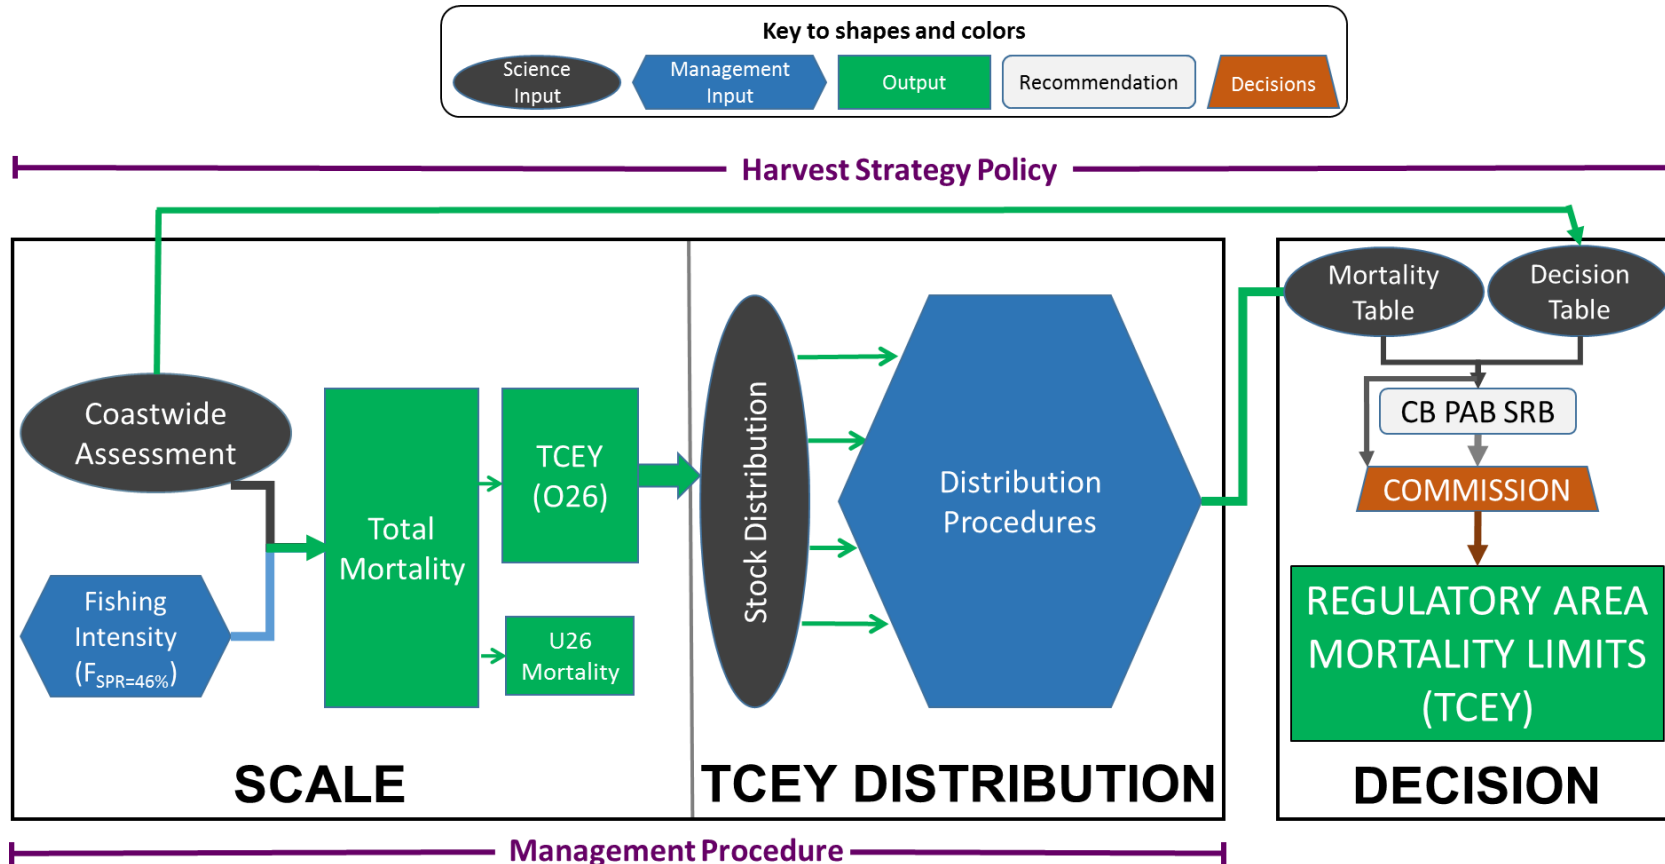 Key to shapes and colors
Science
Input
Management
Input
Output
Recommendation
Decisions
Harvest Strategy Policy
Coastwide
Assessment
Fishing
Intensity
(FSPR=46%)
Total
Mortality
TCEY
(O26)
U26
Mortality
SCALE
Stock Distribution
Distribution
Procedures
TCEY DISTRIBUTION
Mortality
Table
Decision
Table
CB PAB SRB
COMMISSION
REGULATORY AREA
MORTALITY LIMITS
(TCEY)
DECISION
Management Procedure